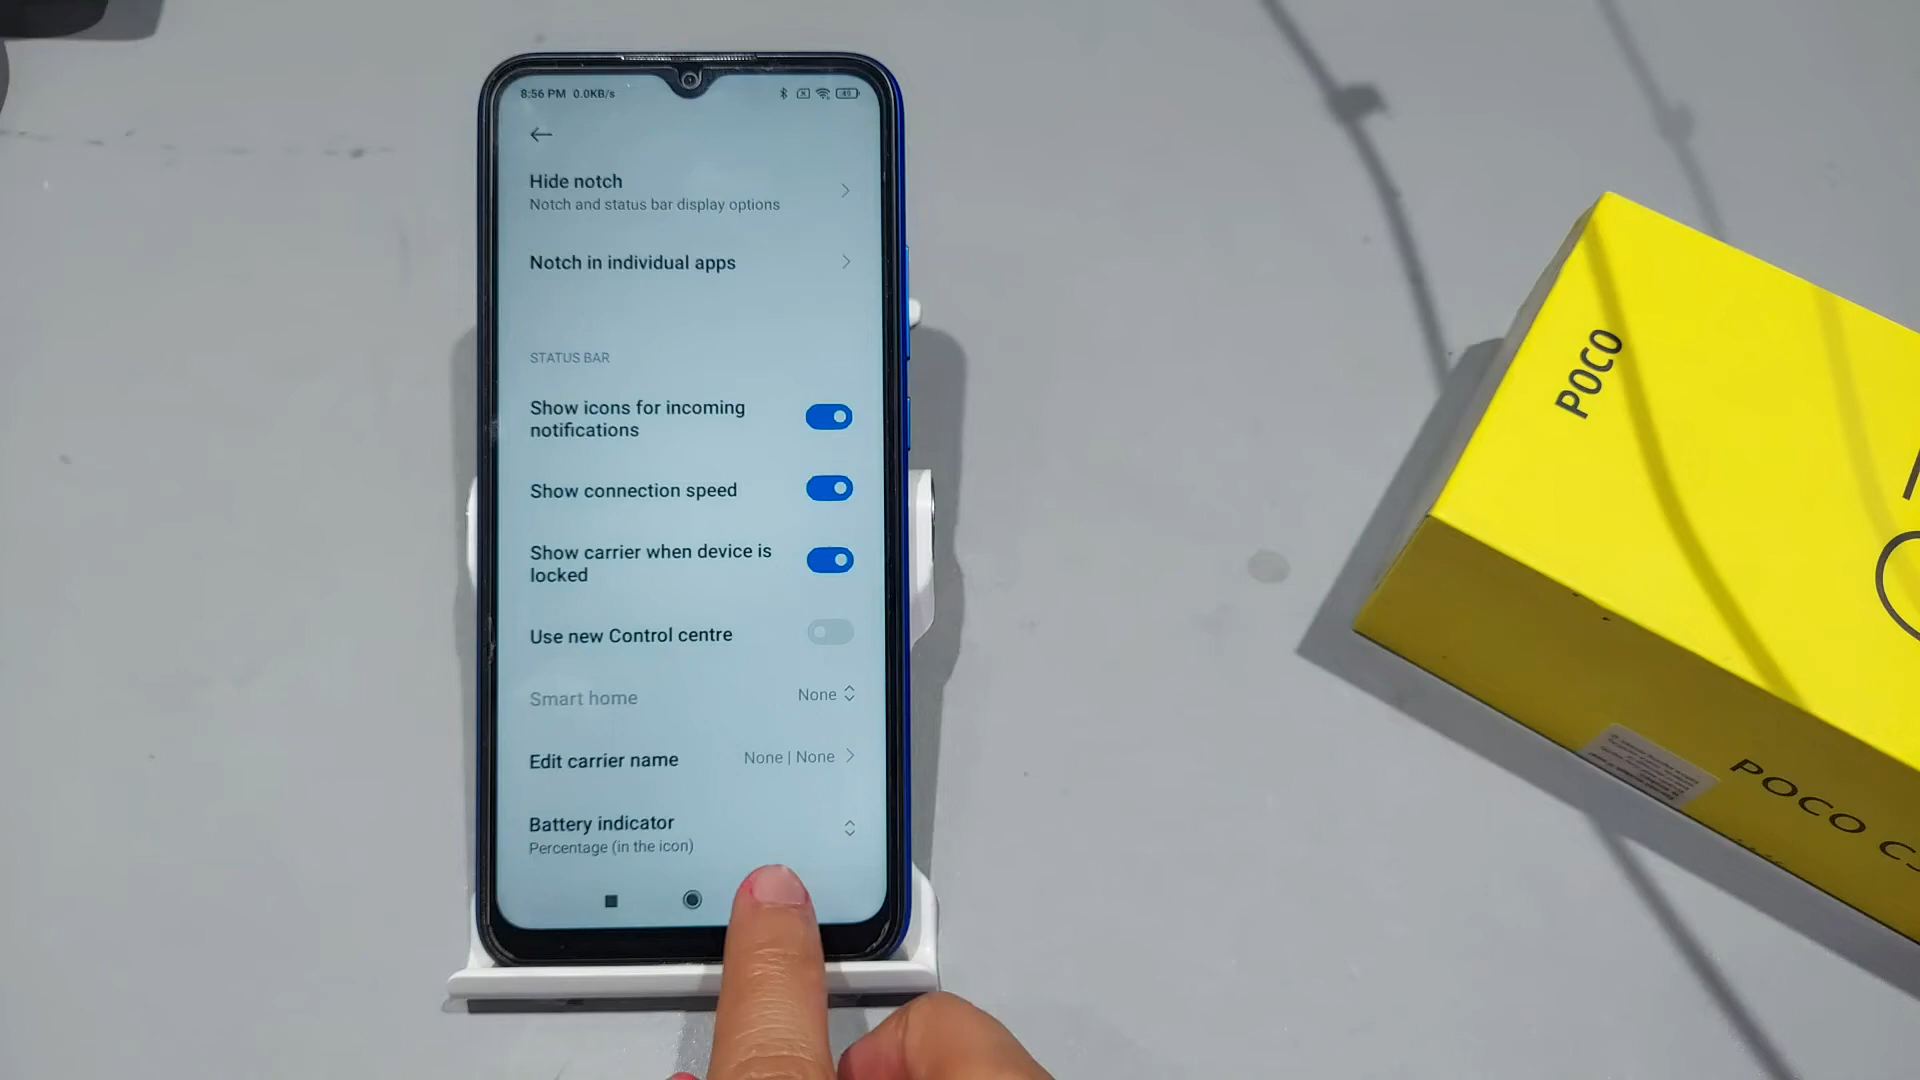 8:56 PM 0.0KB/s
49
Hide notch
Notch and status bar display options
Notch in individual apps
STATUS BAR
Show icons for incoming
notifications
Show connection speed
Show carrier when device is
locked
Use new Control centre
Smart home None
Edit carrier name None | None
Battery indicator
Percentage (in the icon)
POCO
POCO